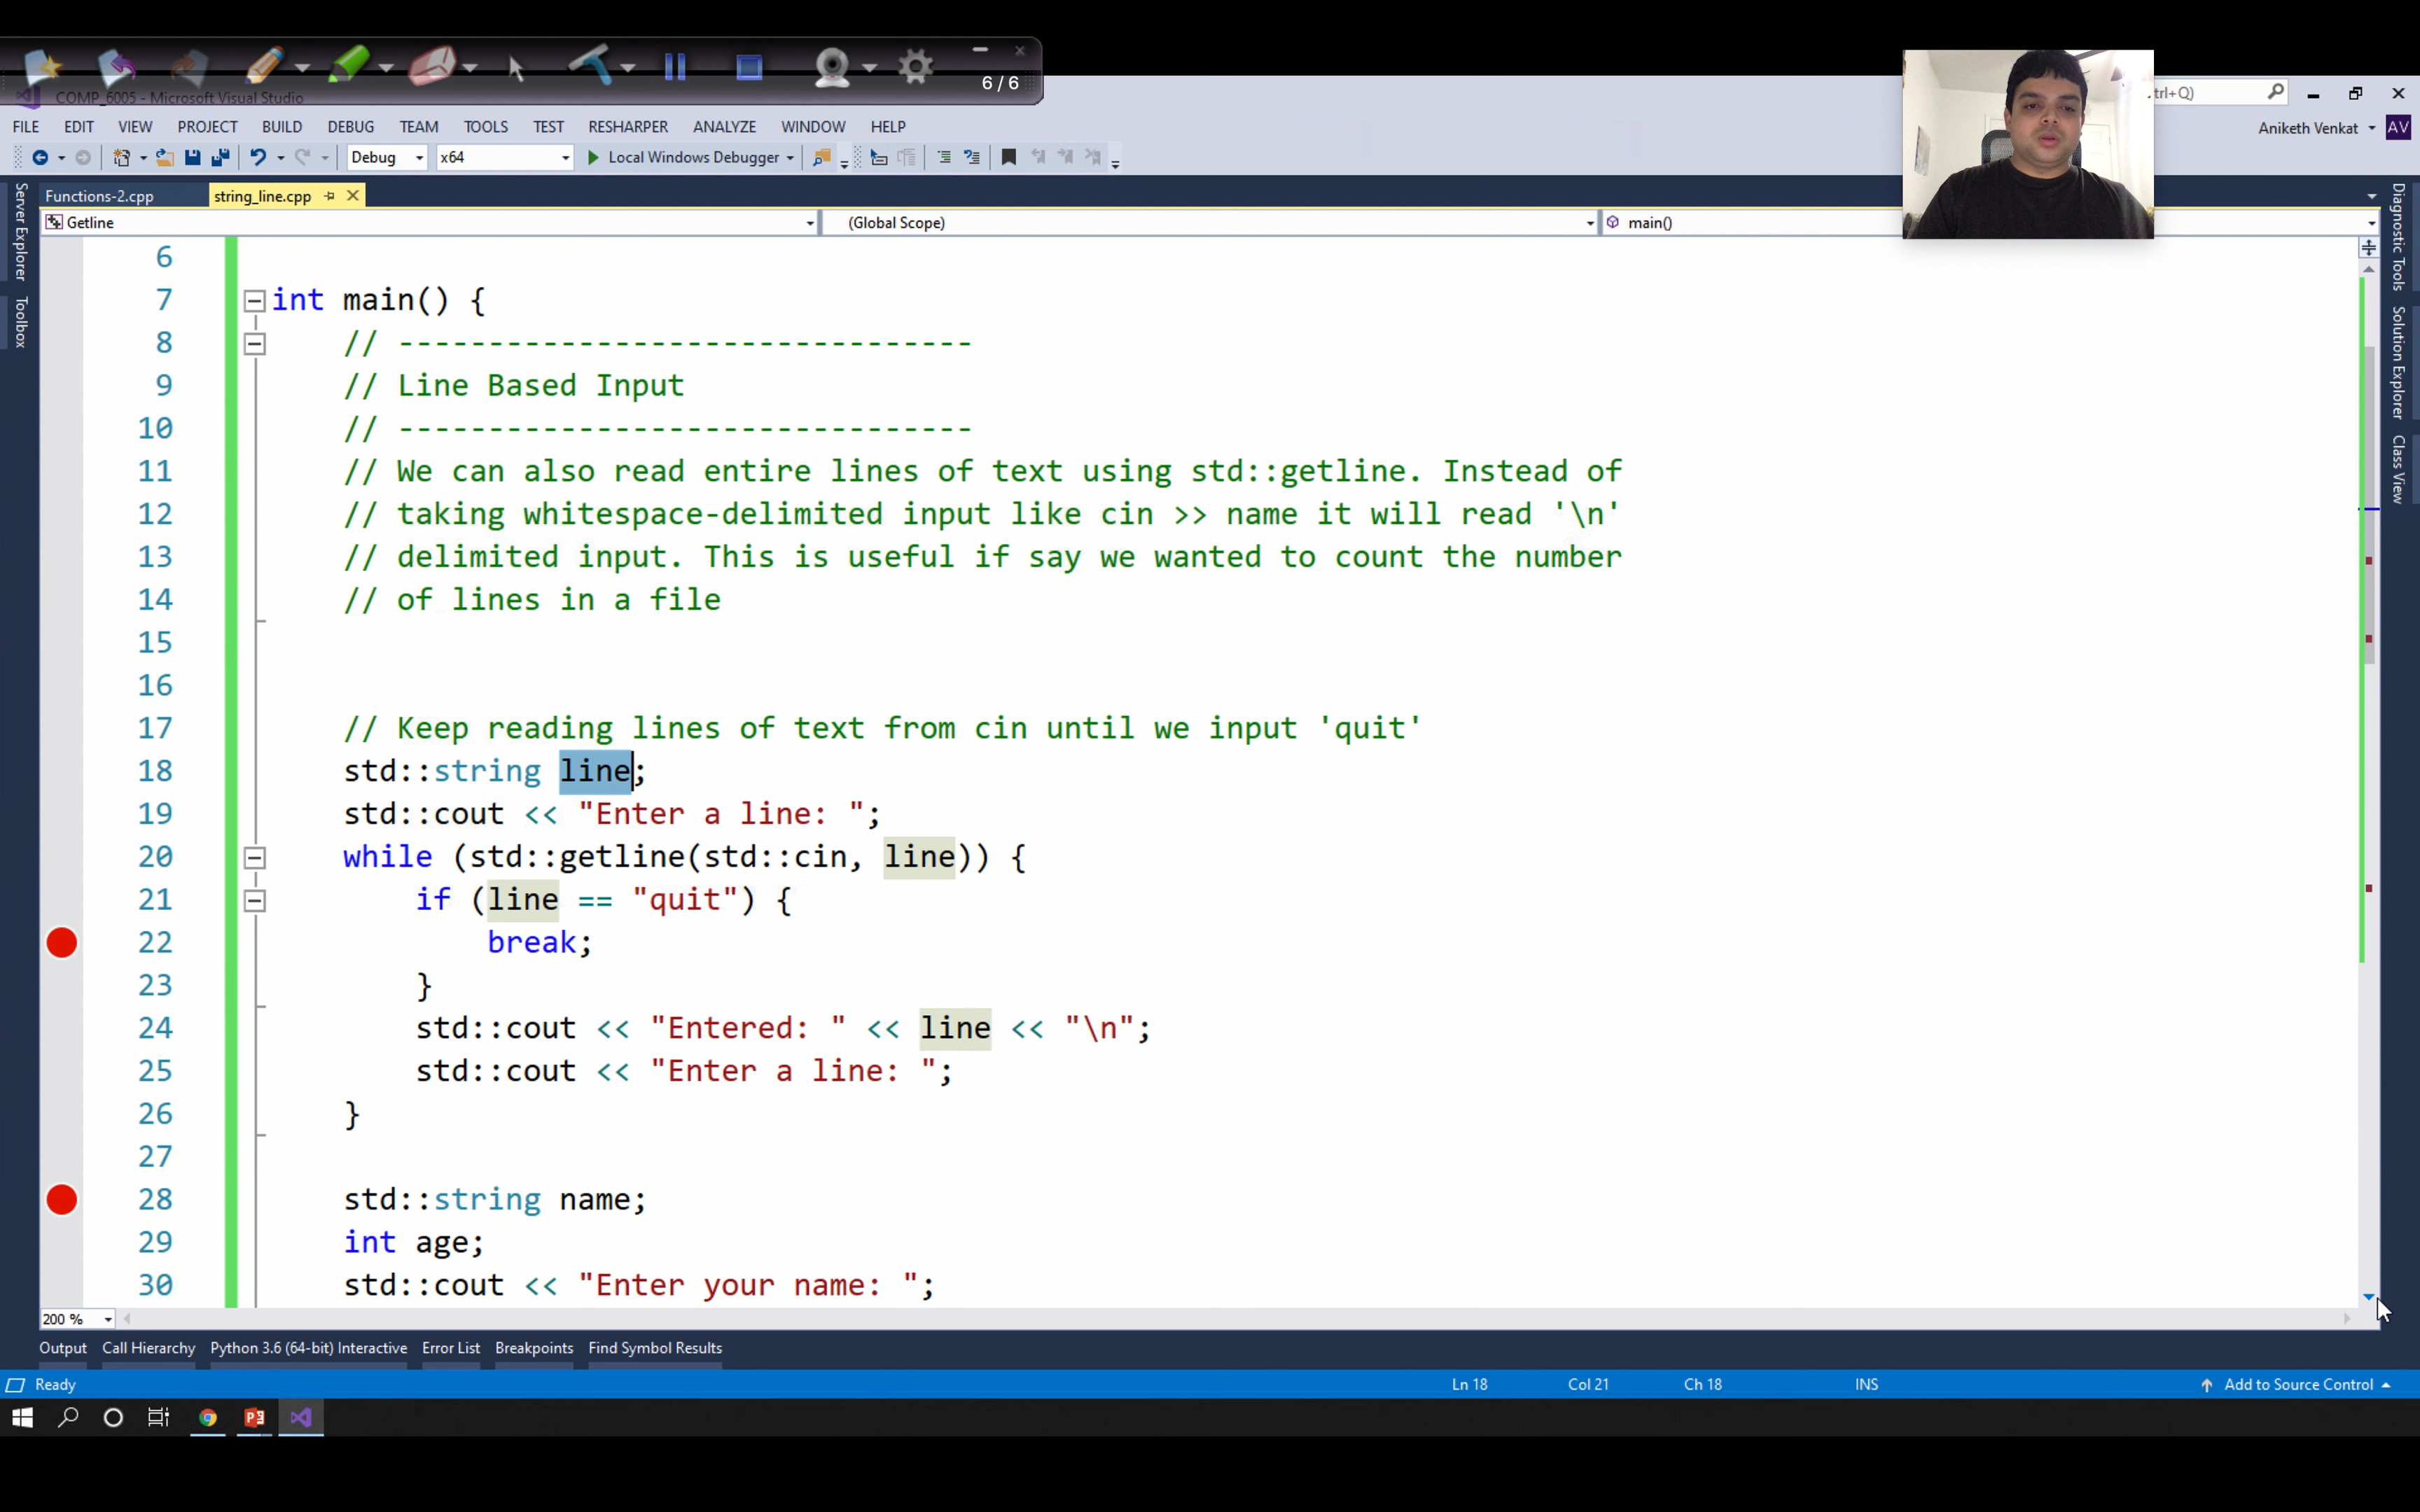 6 / 6
COMP_6005 - Microsoft Visual Studio
trl+Q)
FILE EDIT VIEW PROJECT BUILD DEBUG TEAM TOOLS TEST RESHARPER ANALYZE WINDOW HELP
Aniketh Venkat AV
Debug x64 Local Windows Debugger
Functions-2.cpp string_line.cpp
Getline (Global Scope) main()
Server Explorer
Toolbox
Diagnostic Tools
Solution Explorer
Class View
6
7 int main() {
8 // --------------------------------
9 // Line Based Input
10 // --------------------------------
11 // We can also read entire lines of text using std::getline. Instead of
12 // taking whitespace-delimited input like cin >> name it will read '\n'
13 // delimited input. This is useful if say we wanted to count the number
14 // of lines in a file
15
16
17 // Keep reading lines of text from cin until we input 'quit'
18 std::string line;
19 std::cout << "Enter a line: ";
20 while (std::getline(std::cin, line)) {
21 if (line == "quit") {
22 break;
23 }
24 std::cout << "Entered: " << line << "\n";
25 std::cout << "Enter a line: ";
26 }
27
28 std::string name;
29 int age;
30 std::cout << "Enter your name: ";
200 %
Output Call Hierarchy Python 3.6 (64-bit) Interactive Error List Breakpoints Find Symbol Results
Ready Ln 18 Col 21 Ch 18 INS Add to Source Control